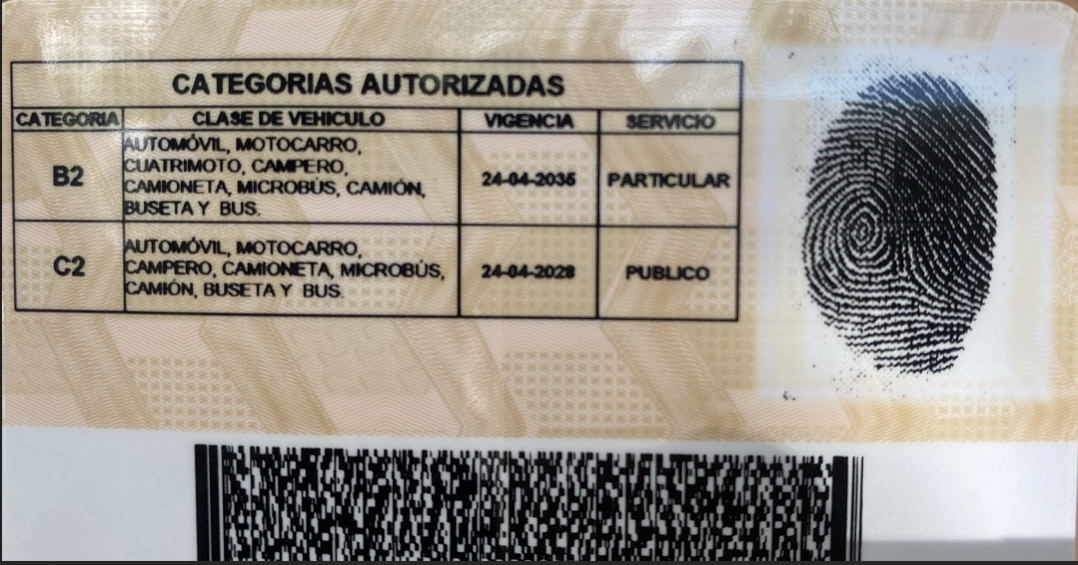 CATEGORIAS AUTORIZADAS
CATEGORIA CLASE DE VEHICULO VIGENCIA SERVICIO
B2
AUTOMÓVIL, MOTOCARRO,
CUATRIMOTO, CAMPERO,
CAMIONETA, MICROBÚS, CAMIÓN,
BUSETA Y BUS.
24-04-2035
PARTICULAR
C2
AUTOMÓVIL, MOTOCARRO,
CAMPERO, CAMIONETA, MICROBÚS,
CAMIÓN, BUSETA Y BUS.
24-04-2028
PUBLICO